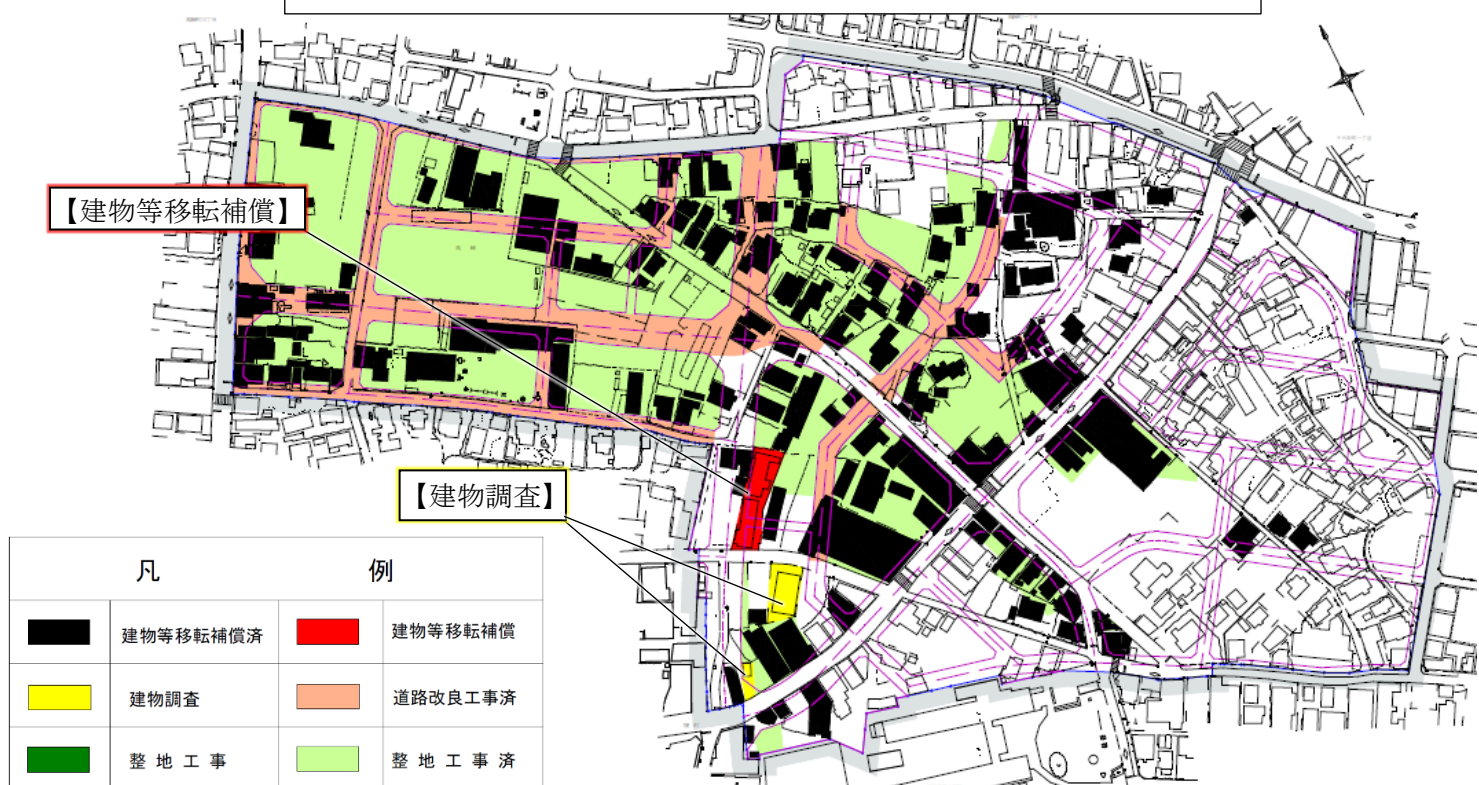 【建物等移転補償】
【建物調査】
凡 例
建物等移転補償済 建物等移転補償
建物調査 道路改良工事済
整 地 工 事 整 地 工 事 済